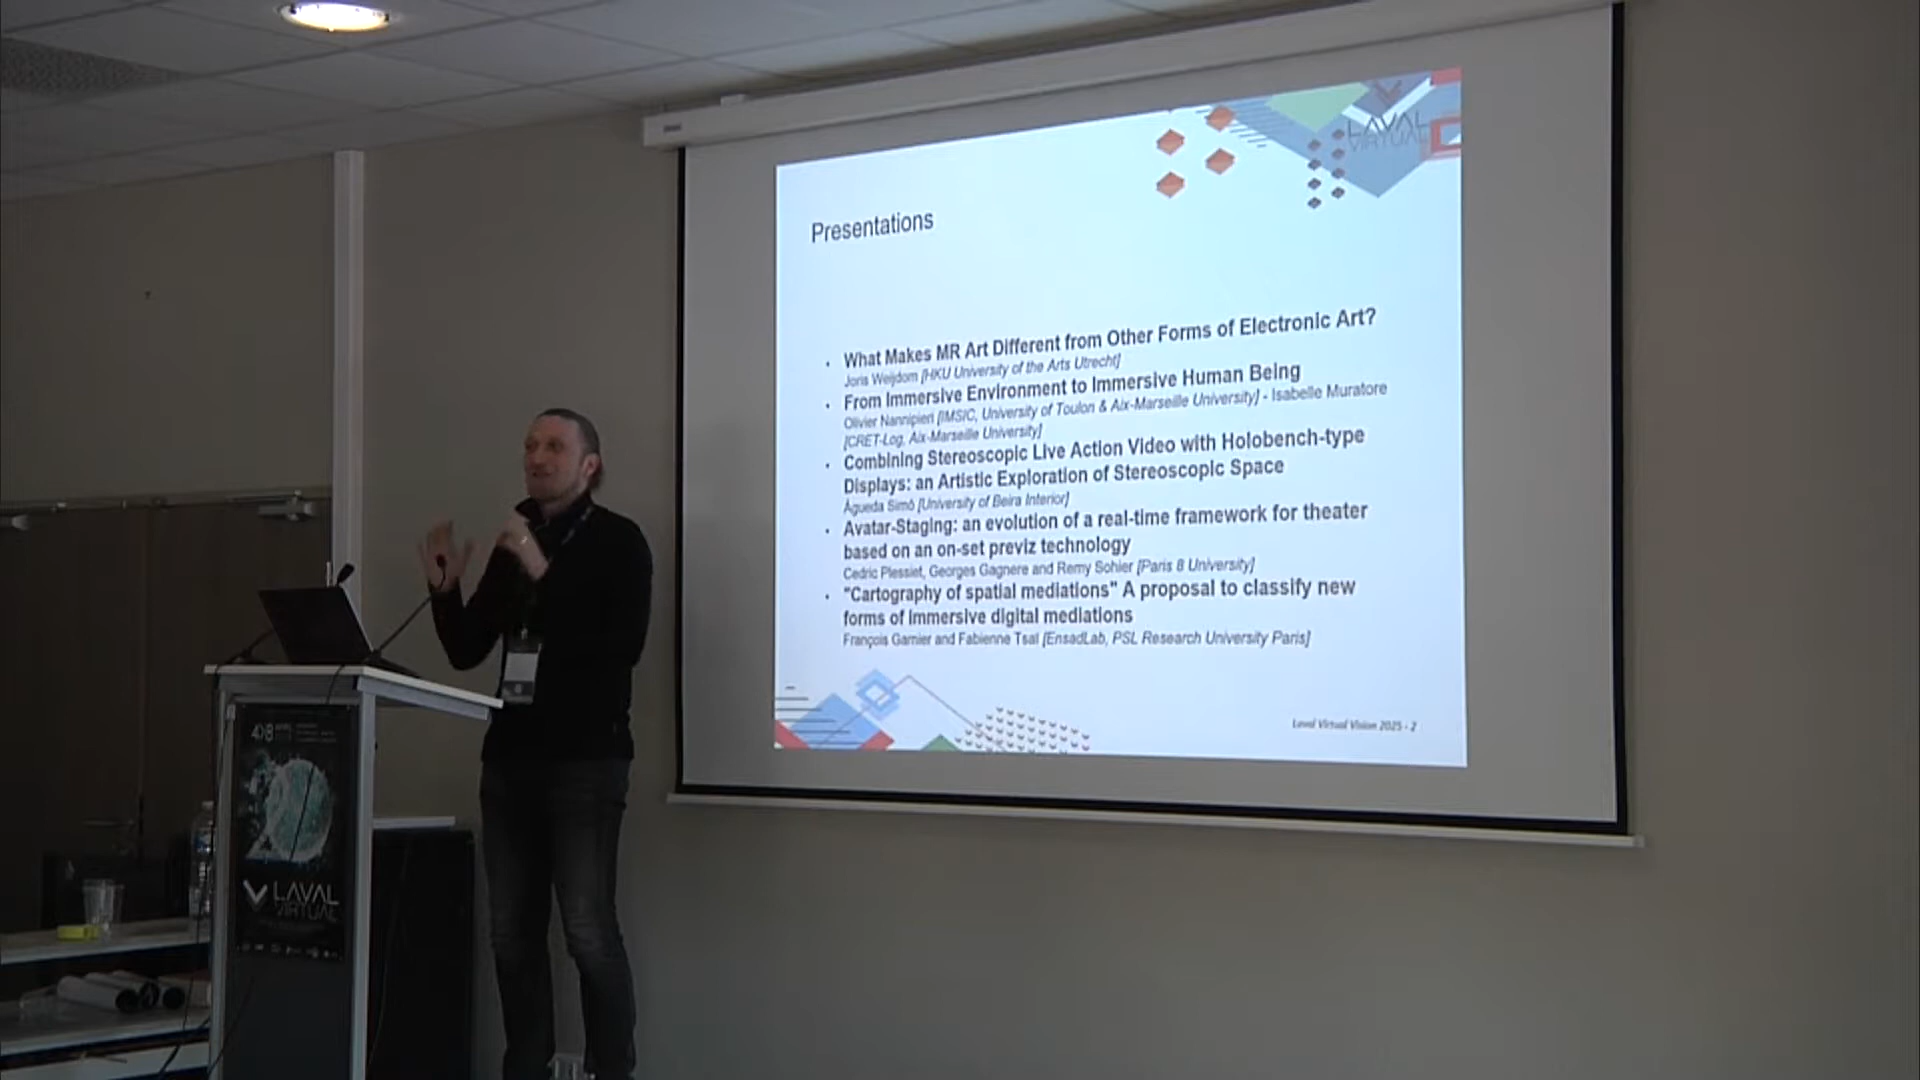 LAVAL
VIRTUAL
Presentations
What Makes MR Art Different from Other Forms of Electronic Art?
Joris Weijdom [HKU University of the Arts Utrecht]
From Immersive Environment to Immersive Human Being
Olivier Nannipieri [IMSIC, University of Toulon & Aix-Marseille University] - Isabelle Muratore
[CRET-Log, Aix-Marseille University]
Combining Stereoscopic Live Action Video with Holobench-type
Displays: an Artistic Exploration of Stereoscopic Space
Águeda Simó [University of Beira Interior]
Avatar-Staging: an evolution of a real-time framework for theater
based on an on-set previz technology
Cedric Plessiet, Georges Gagnere and Remy Sohier [Paris 8 University]
"Cartography of spatial mediations" A proposal to classify new
forms of immersive digital mediations
François Garnier and Fabienne Tsaï [EnsadLab, PSL Research University Paris]
Laval Virtual Vision 2025 - 2
20
LAVAL
VIRTUAL